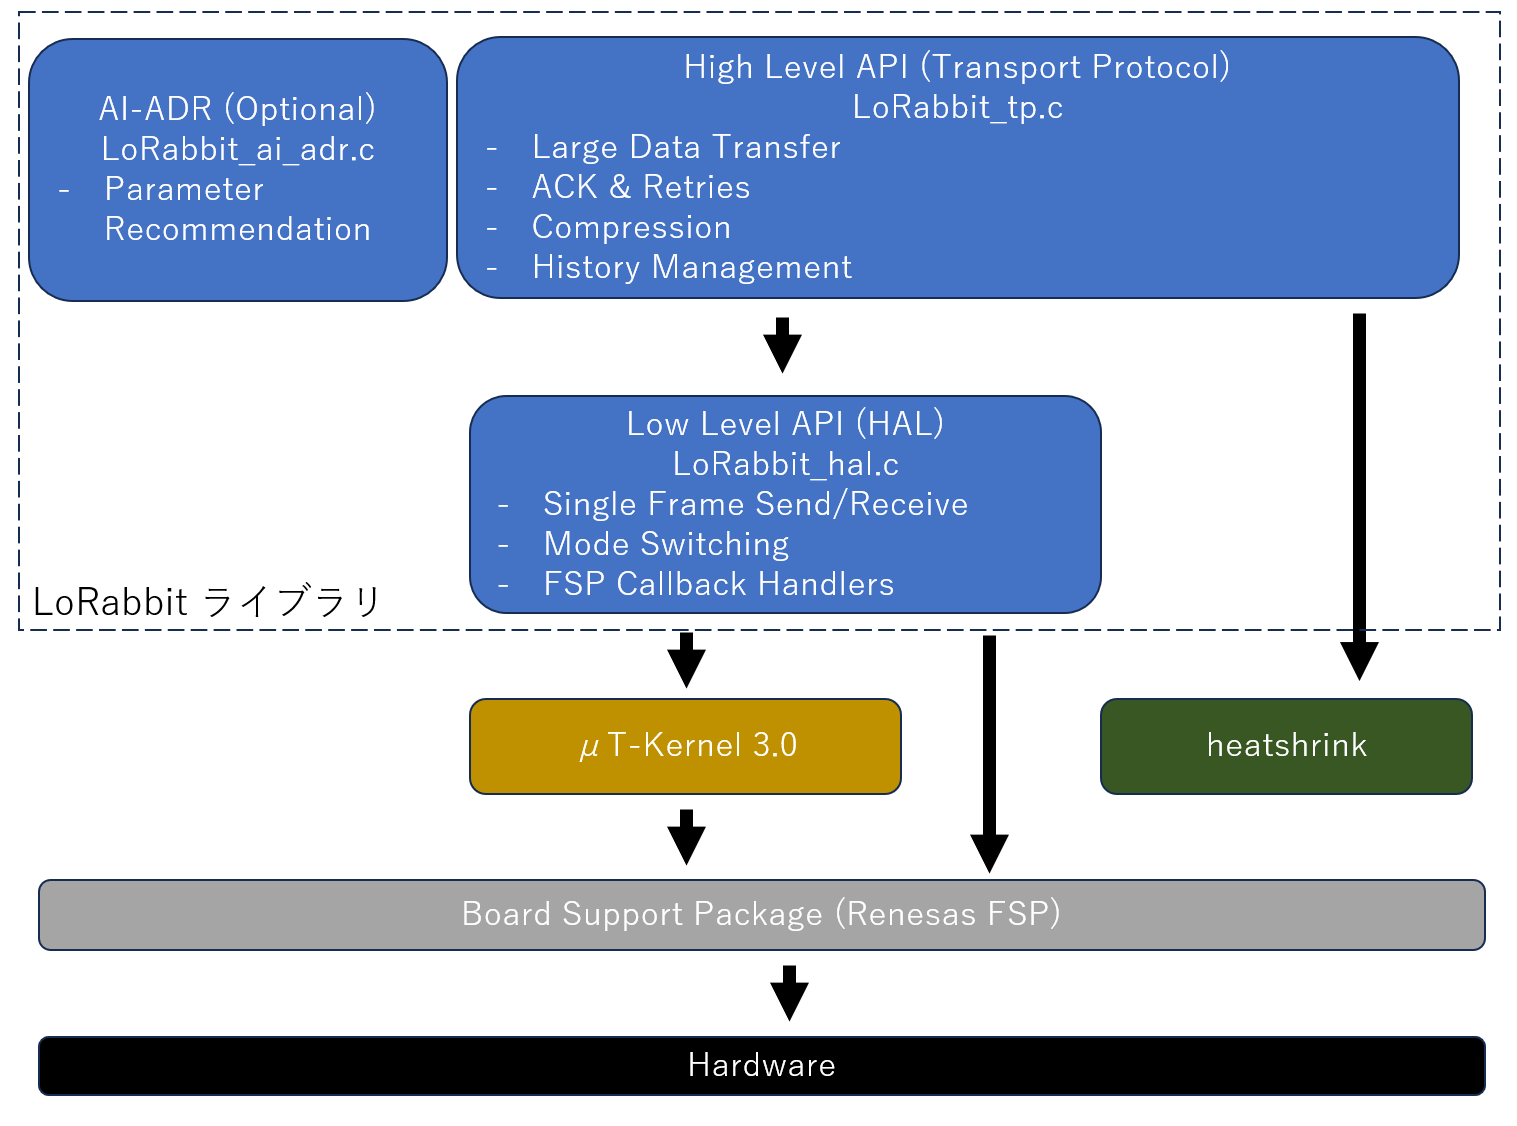 AI-ADR (Optional)
LoRabbit_ai_adr.c
- Parameter
Recommendation
High Level API (Transport Protocol)
LoRabbit_tp.c
- Large Data Transfer
- ACK & Retries
- Compression
- History Management
Low Level API (HAL)
LoRabbit_hal.c
- Single Frame Send/Receive
- Mode Switching
- FSP Callback Handlers
LoRabbit ライブラリ
μT-Kernel 3.0
heatshrink
Board Support Package (Renesas FSP)
Hardware